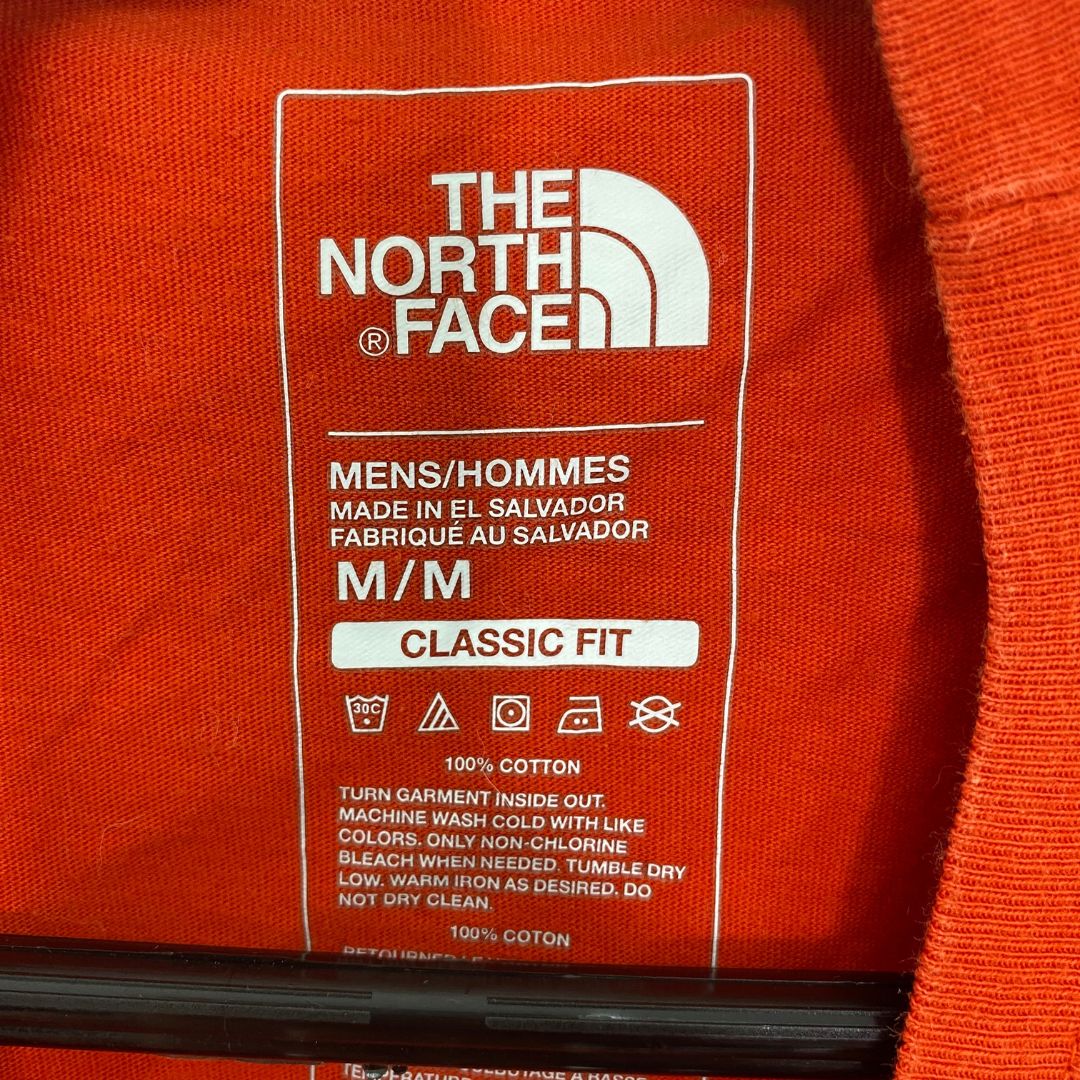 THE
NORTH
® FACE
MENS/HOMMES
MADE IN EL SALVADOR
FABRIQUÉ AU SALVADOR
M/M
CLASSIC FIT
30C
100% COTTON
TURN GARMENT INSIDE OUT.
MACHINE WASH COLD WITH LIKE
COLORS. ONLY NON-CHLORINE
BLEACH WHEN NEEDED. TUMBLE DRY
LOW. WARM IRON AS DESIRED. DO
NOT DRY CLEAN.
100% COTON
À BASSE
TEMPÉRATURE